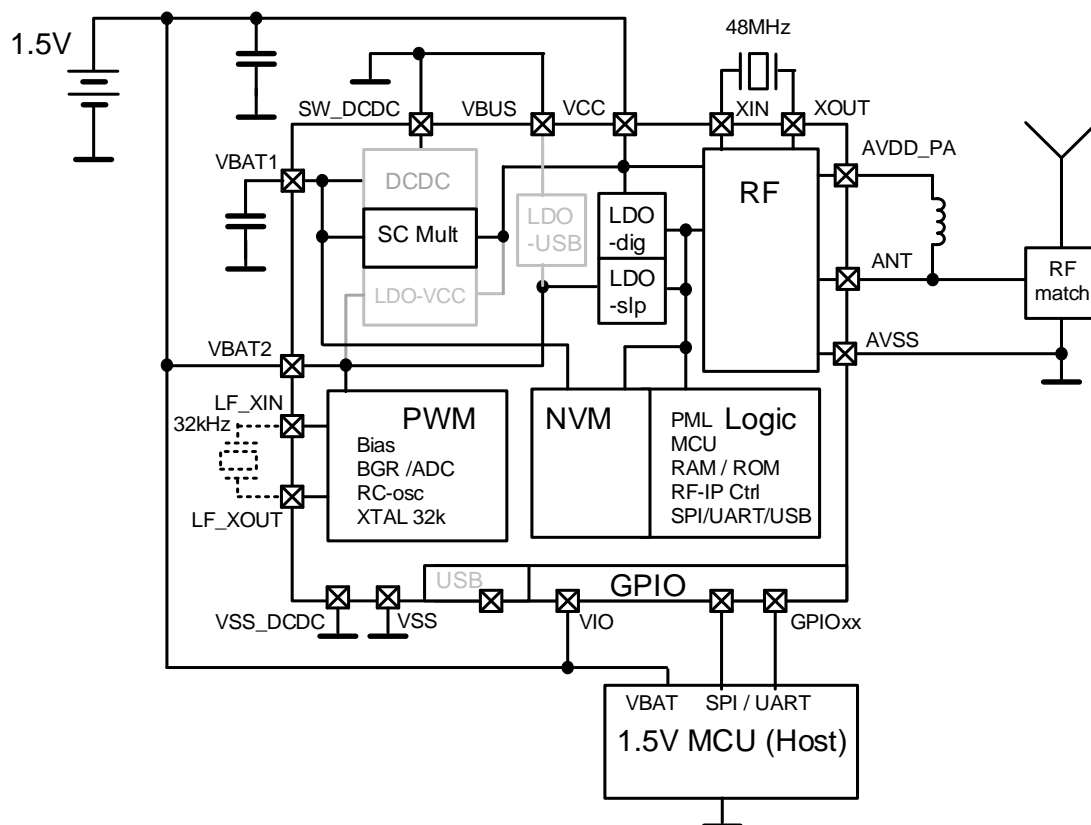 1.5V
48MHz
SW_DCDC
VBUS
VCC
XIN
XOUT
AVDD_PA
VBAT1
DCDC
SC Mult
LDO-VCC
LDO
-USB
LDO
-dig
LDO
-slp
RF
ANT
RF
match
AVSS
VBAT2
LF_XIN
32kHz
LF_XOUT
PWM
Bias
BGR /ADC
RC-osc
XTAL 32k
NVM
PML
Logic
MCU
RAM / ROM
RF-IP Ctrl
SPI/UART/USB
USB
GPIO
VSS_DCDC
VSS
VIO
GPIOxx
VBAT
SPI / UART
1.5V MCU (Host)